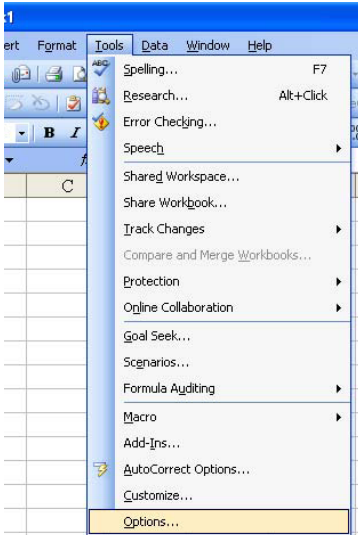 :1
ert Format Tools Data Window Help
B I
C
ABC
Spelling... F7
Research... Alt+Click
Error Checking...
Speech
Shared Workspace...
Share Workbook...
Track Changes
Compare and Merge Workbooks...
Protection
Online Collaboration
Goal Seek...
Scenarios...
Formula Auditing
Macro
Add-Ins...
AutoCorrect Options...
Customize...
Options...